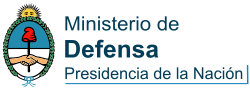 Ministerio de
Defensa
Presidencia de la Nación